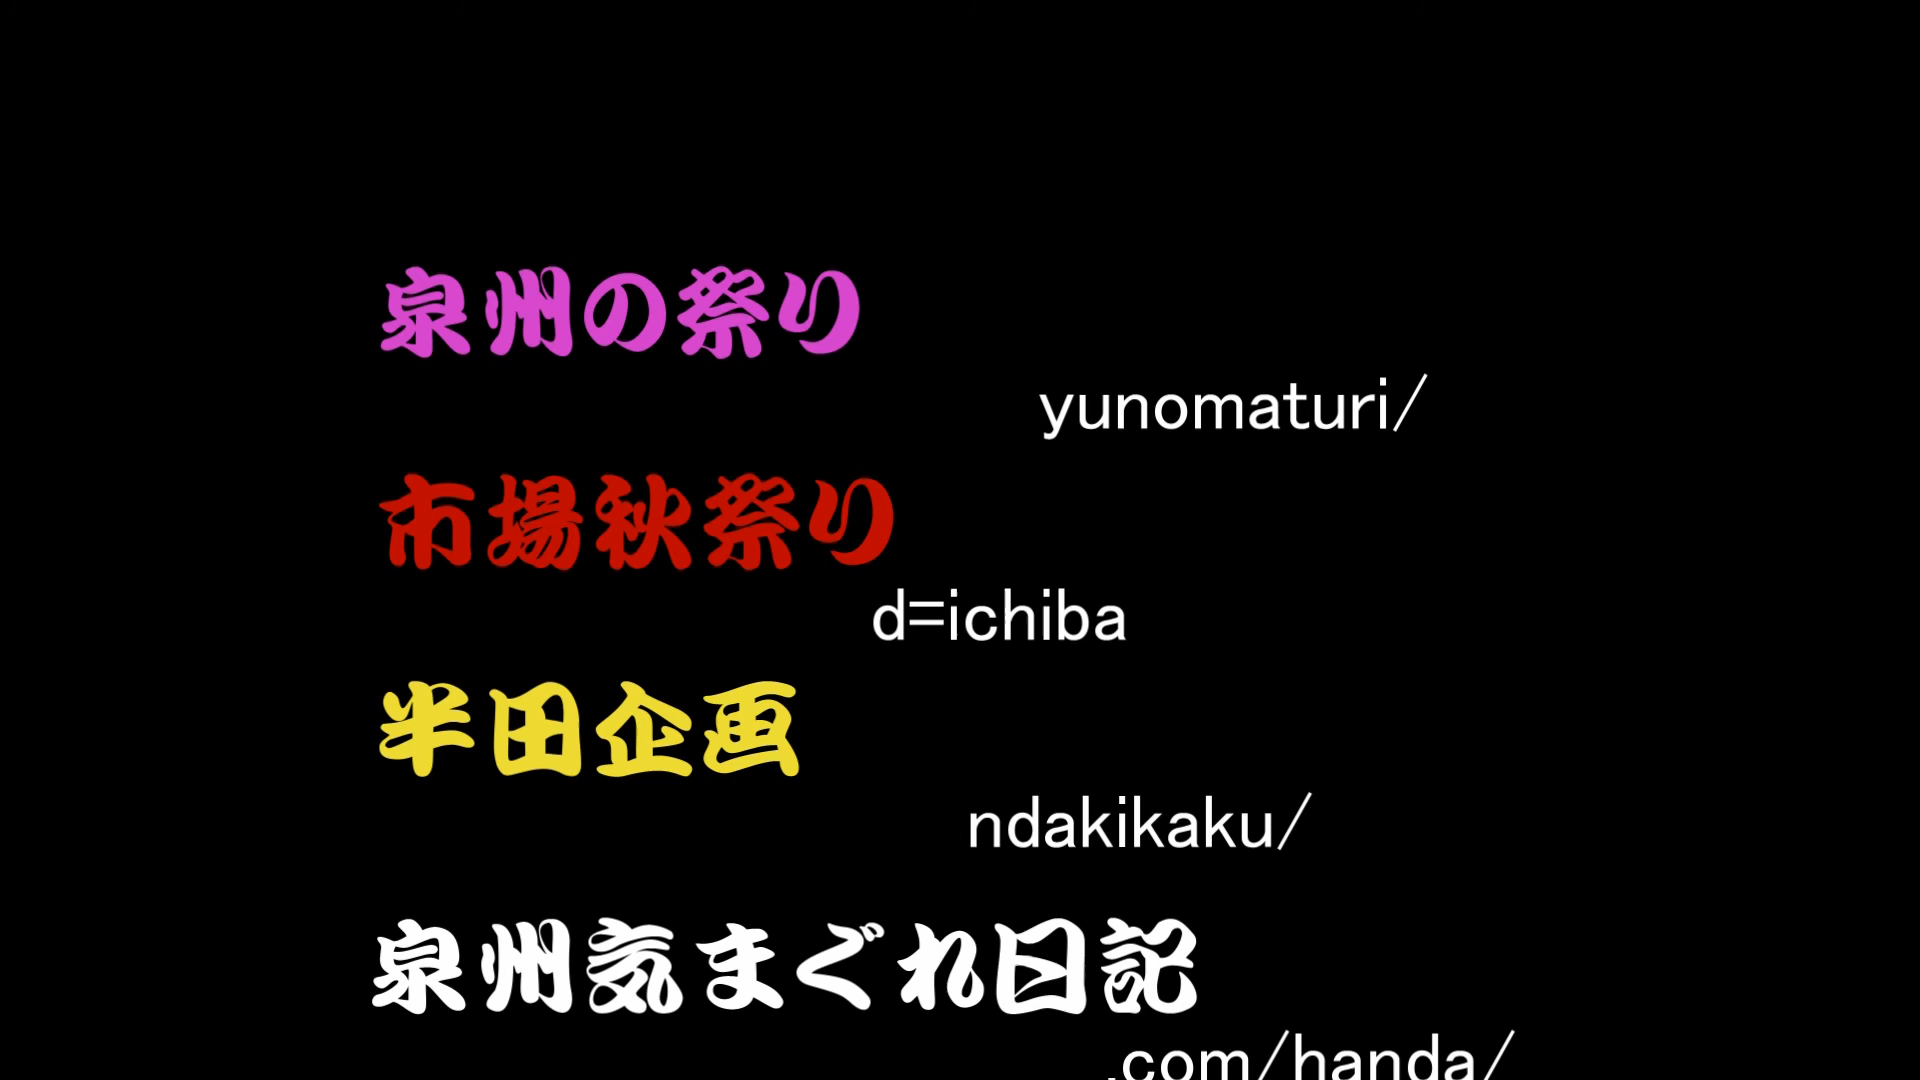 泉州の祭り
yunomaturi/
市場秋祭り
d=ichiba
半田企画
ndakikaku/
泉州気まぐれ日記
.com/handa/